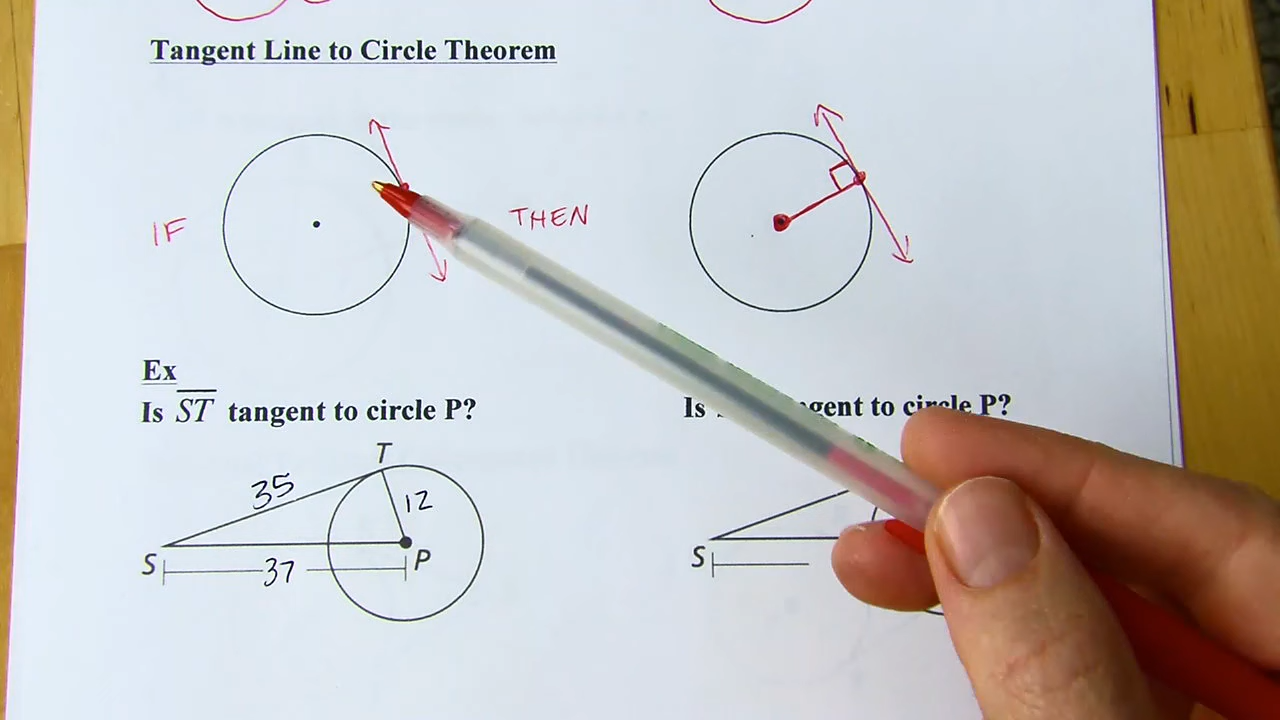 Tangent Line to Circle Theorem
IF
THEN
Ex
Is ST tangent to circle P?
T
35
12
S
37
P
Is to circle P?
S